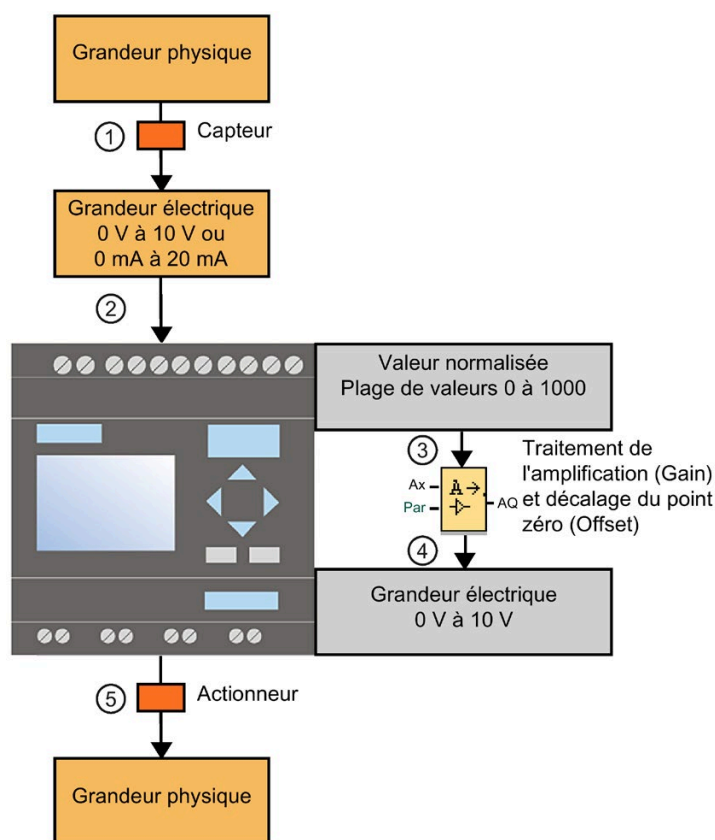 Grandeur physique
1
Capteur
Grandeur électrique
0 V à 10 V ou
0 mA à 20 mA
2
Valeur normalisée
Plage de valeurs 0 à 1000
3
Traitement de
l'amplification (Gain)
et décalage du point
zéro (Offset)
Ax
A
Par
AQ
4
Grandeur électrique
0 V à 10 V
5
Actionneur
Grandeur physique